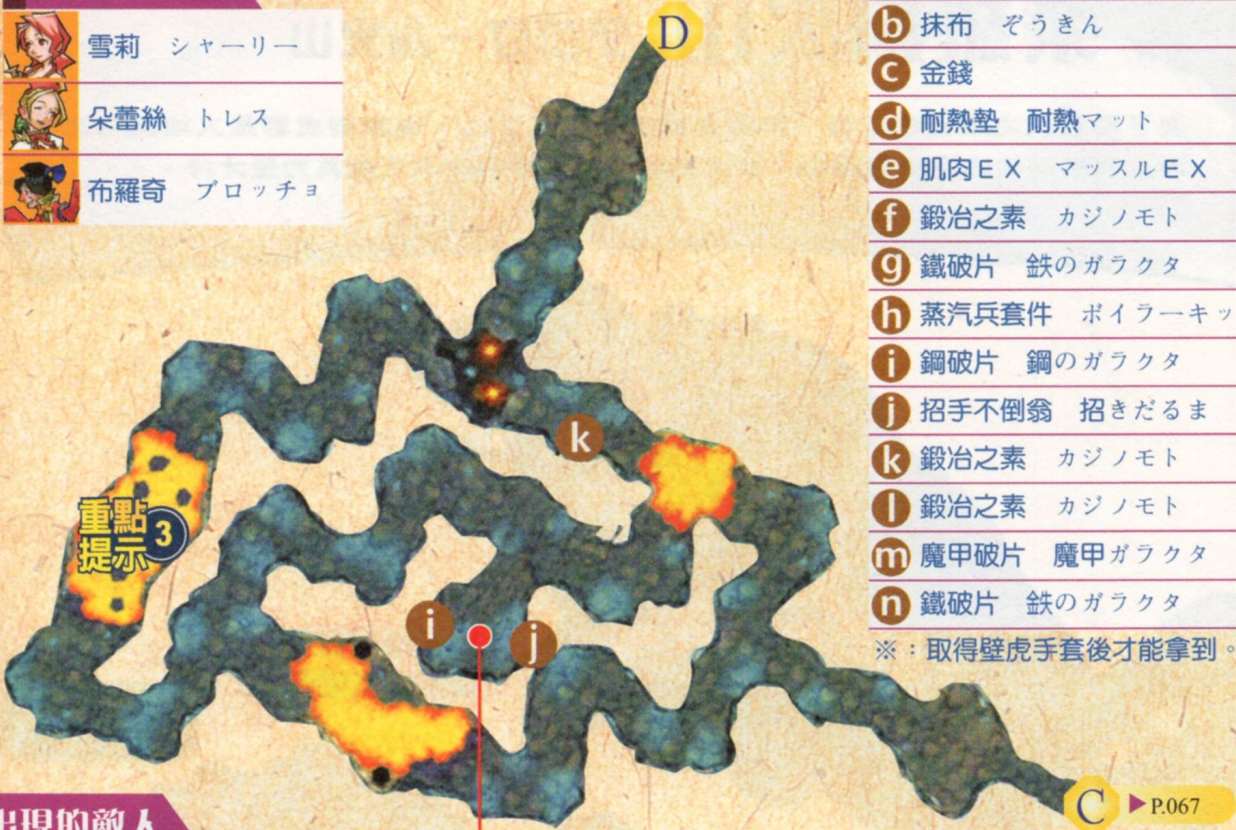 雪莉 シャーリー
朵蕾絲 トレス
布羅奇 ブロッチョ
D
b 抹布 ぞうきん
c 金錢
d 耐熱墊 耐熱マット
e 肌肉EX マッスルEX
f 鍛冶之素 カジノモト
g 鐵破片 鉄のガラクタ
h 蒸汽兵套件 ボイラーキッ
i 鋼破片 鋼のガラクタ
j 招手不倒翁 招きだるま
k 鍛冶之素 カジノモト
l 鍛冶之素 カジノモト
m 魔甲破片 魔甲ガラクタ
n 鐵破片 鉄のガラクタ
※:取得壁虎手套後才能拿到。
k
重點
提示 3
i
j
C ▶P.067
出現的敵人